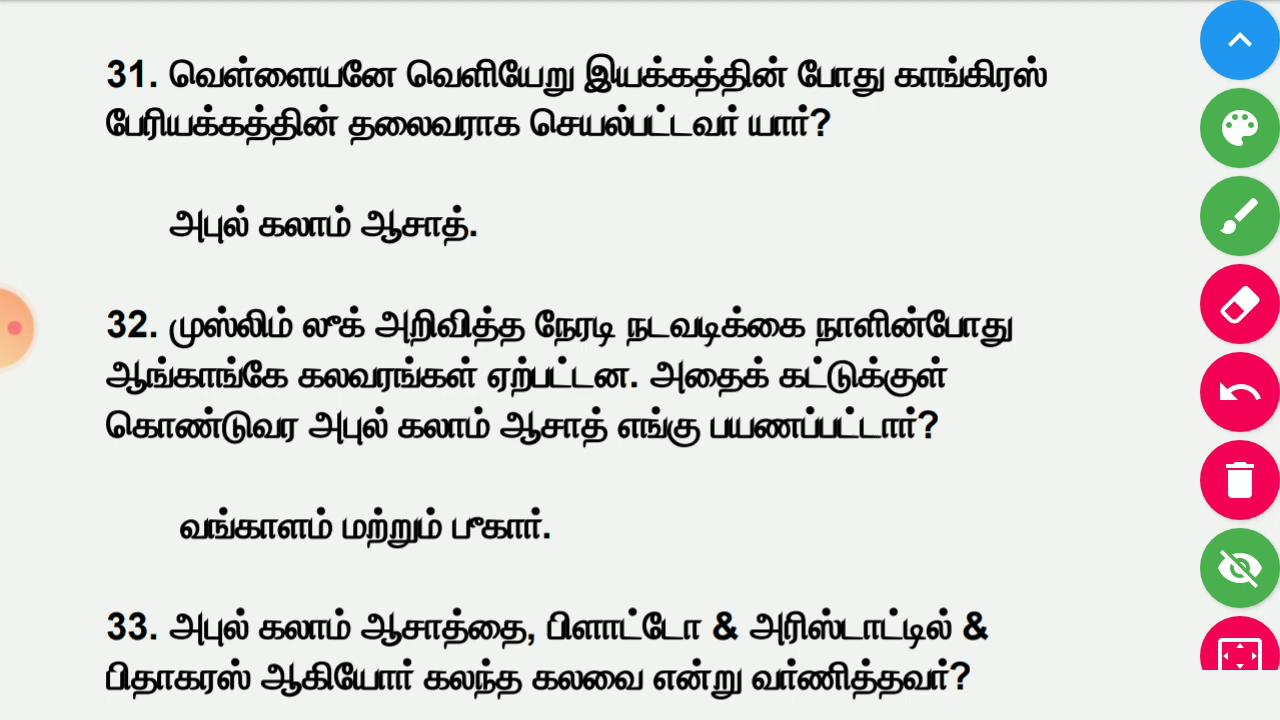 31. வெள்ளையனே வெளியேறு இயக்கத்தின் போது காங்கிரஸ்
பேரியக்கத்தின் தலைவராக செயல்பட்டவர் யார்?
அபுல் கலாம் ஆசாத்.
32. முஸ்லிம் லீக் அறிவித்த நேரடி நடவடிக்கை நாளின்போது
ஆங்காங்கே கலவரங்கள் ஏற்பட்டன. அதைக் கட்டுக்குள்
கொண்டுவர அபுல் கலாம் ஆசாத் எங்கு பயணப்பட்டார்?
வங்காளம் மற்றும் பீகார்.
33. அபுல் கலாம் ஆசாத்தை, பிளாட்டோ & அரிஸ்டாட்டில் &
பிதாகரஸ் ஆகியோர் கலந்த கலவை என்று வர்ணித்தவர்?